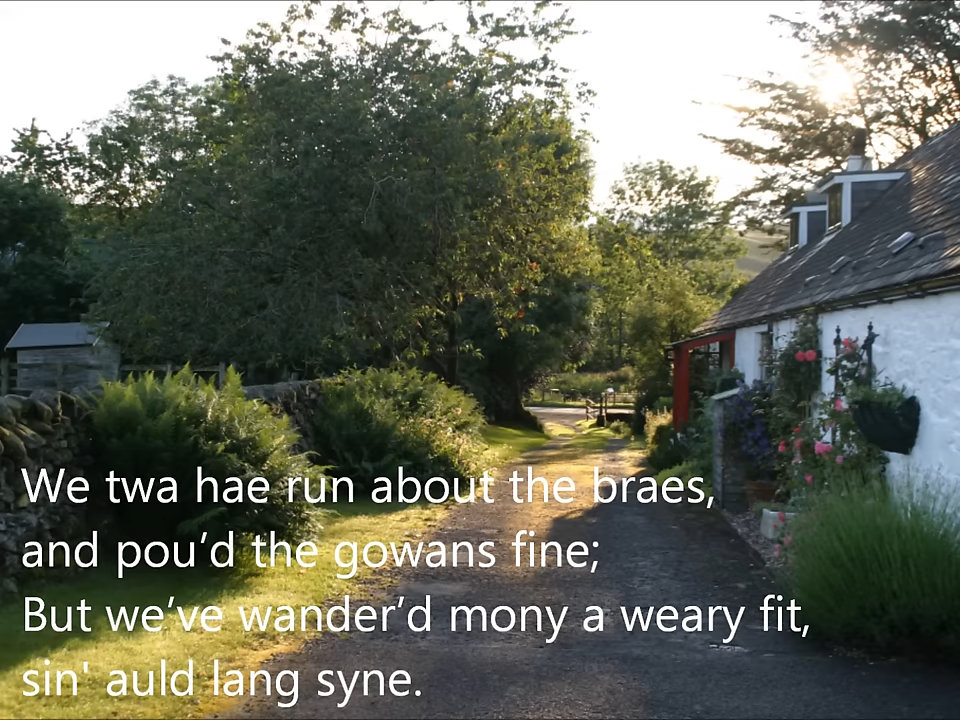 We twa hae run about the braes,
and pou’d the gowans fine;
But we’ve wander’d mony a weary fit,
sin' auld lang syne.